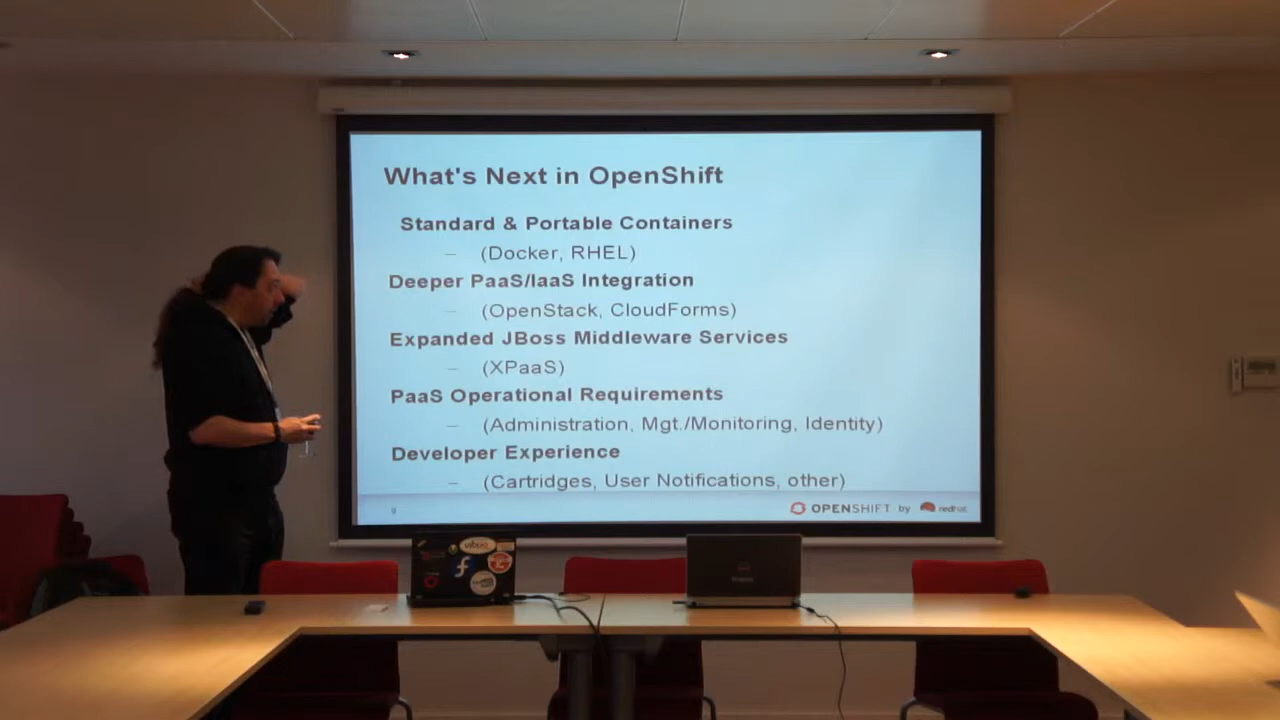 What's Next in OpenShift
Standard & Portable Containers
– (Docker, RHEL)
Deeper PaaS/IaaS Integration
– (OpenStack, CloudForms)
Expanded JBoss Middleware Services
– (XPaaS)
PaaS Operational Requirements
– (Administration, Mgt./Monitoring, Identity)
Developer Experience
– (Cartridges, User Notifications, other)
OPENSHIFT by redhat